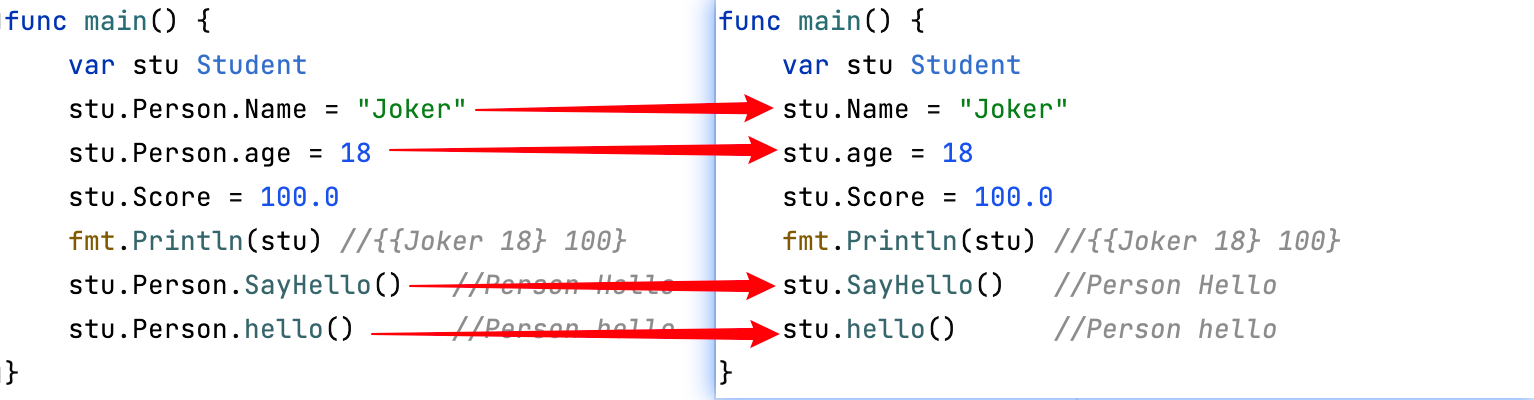 func main() {
    var stu Student
    stu.Person.Name = "Joker"
    stu.Person.age = 18
    stu.Score = 100.0
    fmt.Println(stu) //{{Joker 18} 100}
    stu.Person.SayHello()   //Person Hello
    stu.Person.hello()      //Person hello
}
func main() {
    var stu Student
    stu.Name = "Joker"
    stu.age = 18
    stu.Score = 100.0
    fmt.Println(stu) //{{Joker 18} 100}
    stu.SayHello()   //Person Hello
    stu.hello()      //Person hello
}